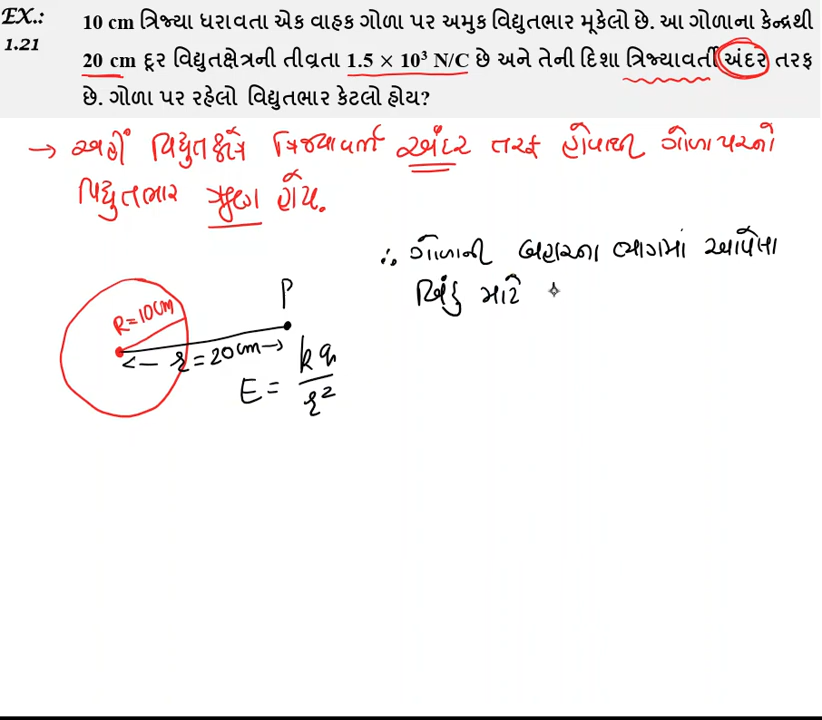 EX.: 1.21
10 cm ત્રિજ્યા ધરાવતા એક વાહક ગોળા પર અમુક વિદ્યુતભાર મૂકેલો છે. આ ગોળાના કેન્દ્રથી
20 cm દૂર વિદ્યુતક્ષેત્રની તીવ્રતા 1.5 × 10³ N/C છે અને તેની દિશા ત્રિજ્યાવર્તી અંદર તરફ
છે. ગોળા પર રહેલો વિદ્યુતભાર કેટલો હોય?
→ અહીં વિદ્યુતક્ષેત્ર ત્રિજ્યાવર્તી અંદર તરફ હોવાથી ગોળા પરનો
વિદ્યુતભાર ઋણ હોય.
∴ ગોળાની બહારના ભાગમાં આવેલા
બિંદુ માટે
P
R=10cm
← r=20cm →
E = kq/r²